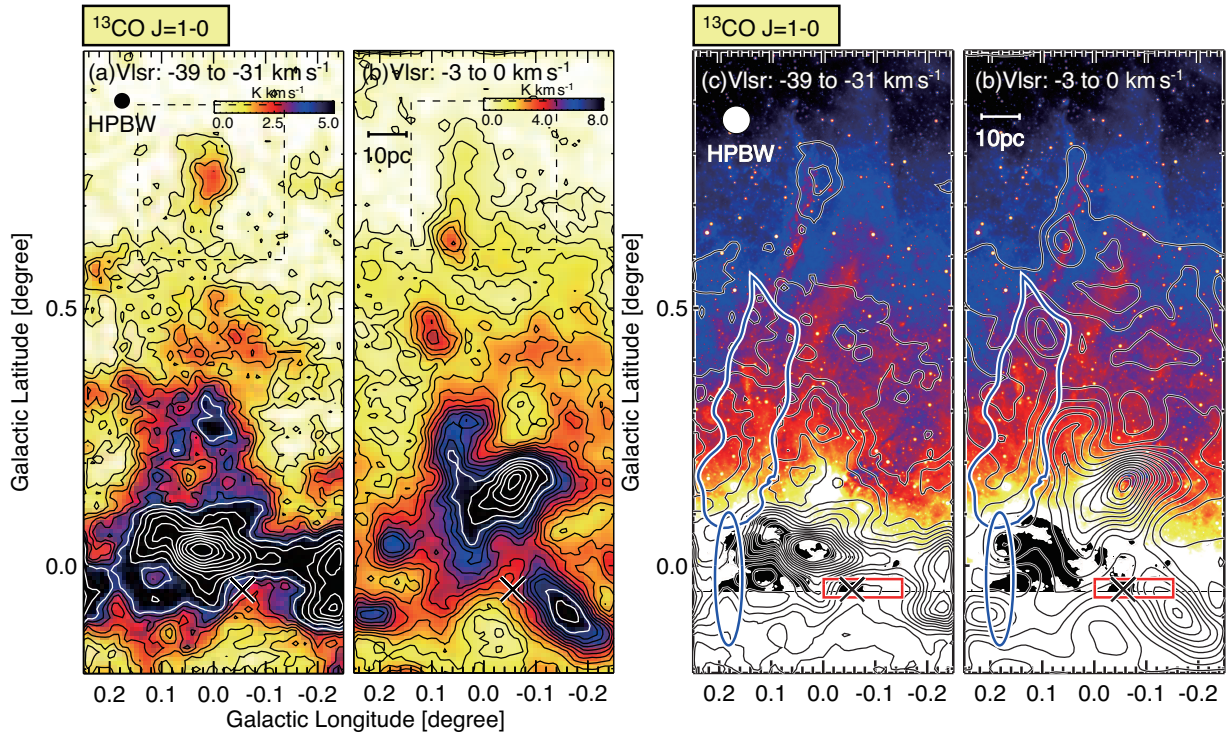 ¹³CO J=1-0
¹³CO J=1-0
(a)Vlsr: -39 to -31 km s⁻¹
K km s⁻¹
0.0 2.5 5.0
HPBW
(b)Vlsr: -3 to 0 km s⁻¹
K km s⁻¹
0.0 4.0 8.0
10pc
(c)Vlsr: -39 to -31 km s⁻¹
HPBW
(b)Vlsr: -3 to 0 km s⁻¹
10pc
Galactic Latitude [degree]
0.5
0.0
Galactic Latitude [degree]
0.5
0.0
0.2 0.1 0.0 -0.1 -0.2
0.2 0.1 0.0 -0.1 -0.2
0.2 0.1 0.0 -0.1 -0.2
0.2 0.1 0.0 -0.1 -0.2
Galactic Longitude [degree]
Galactic Longitude [degree]